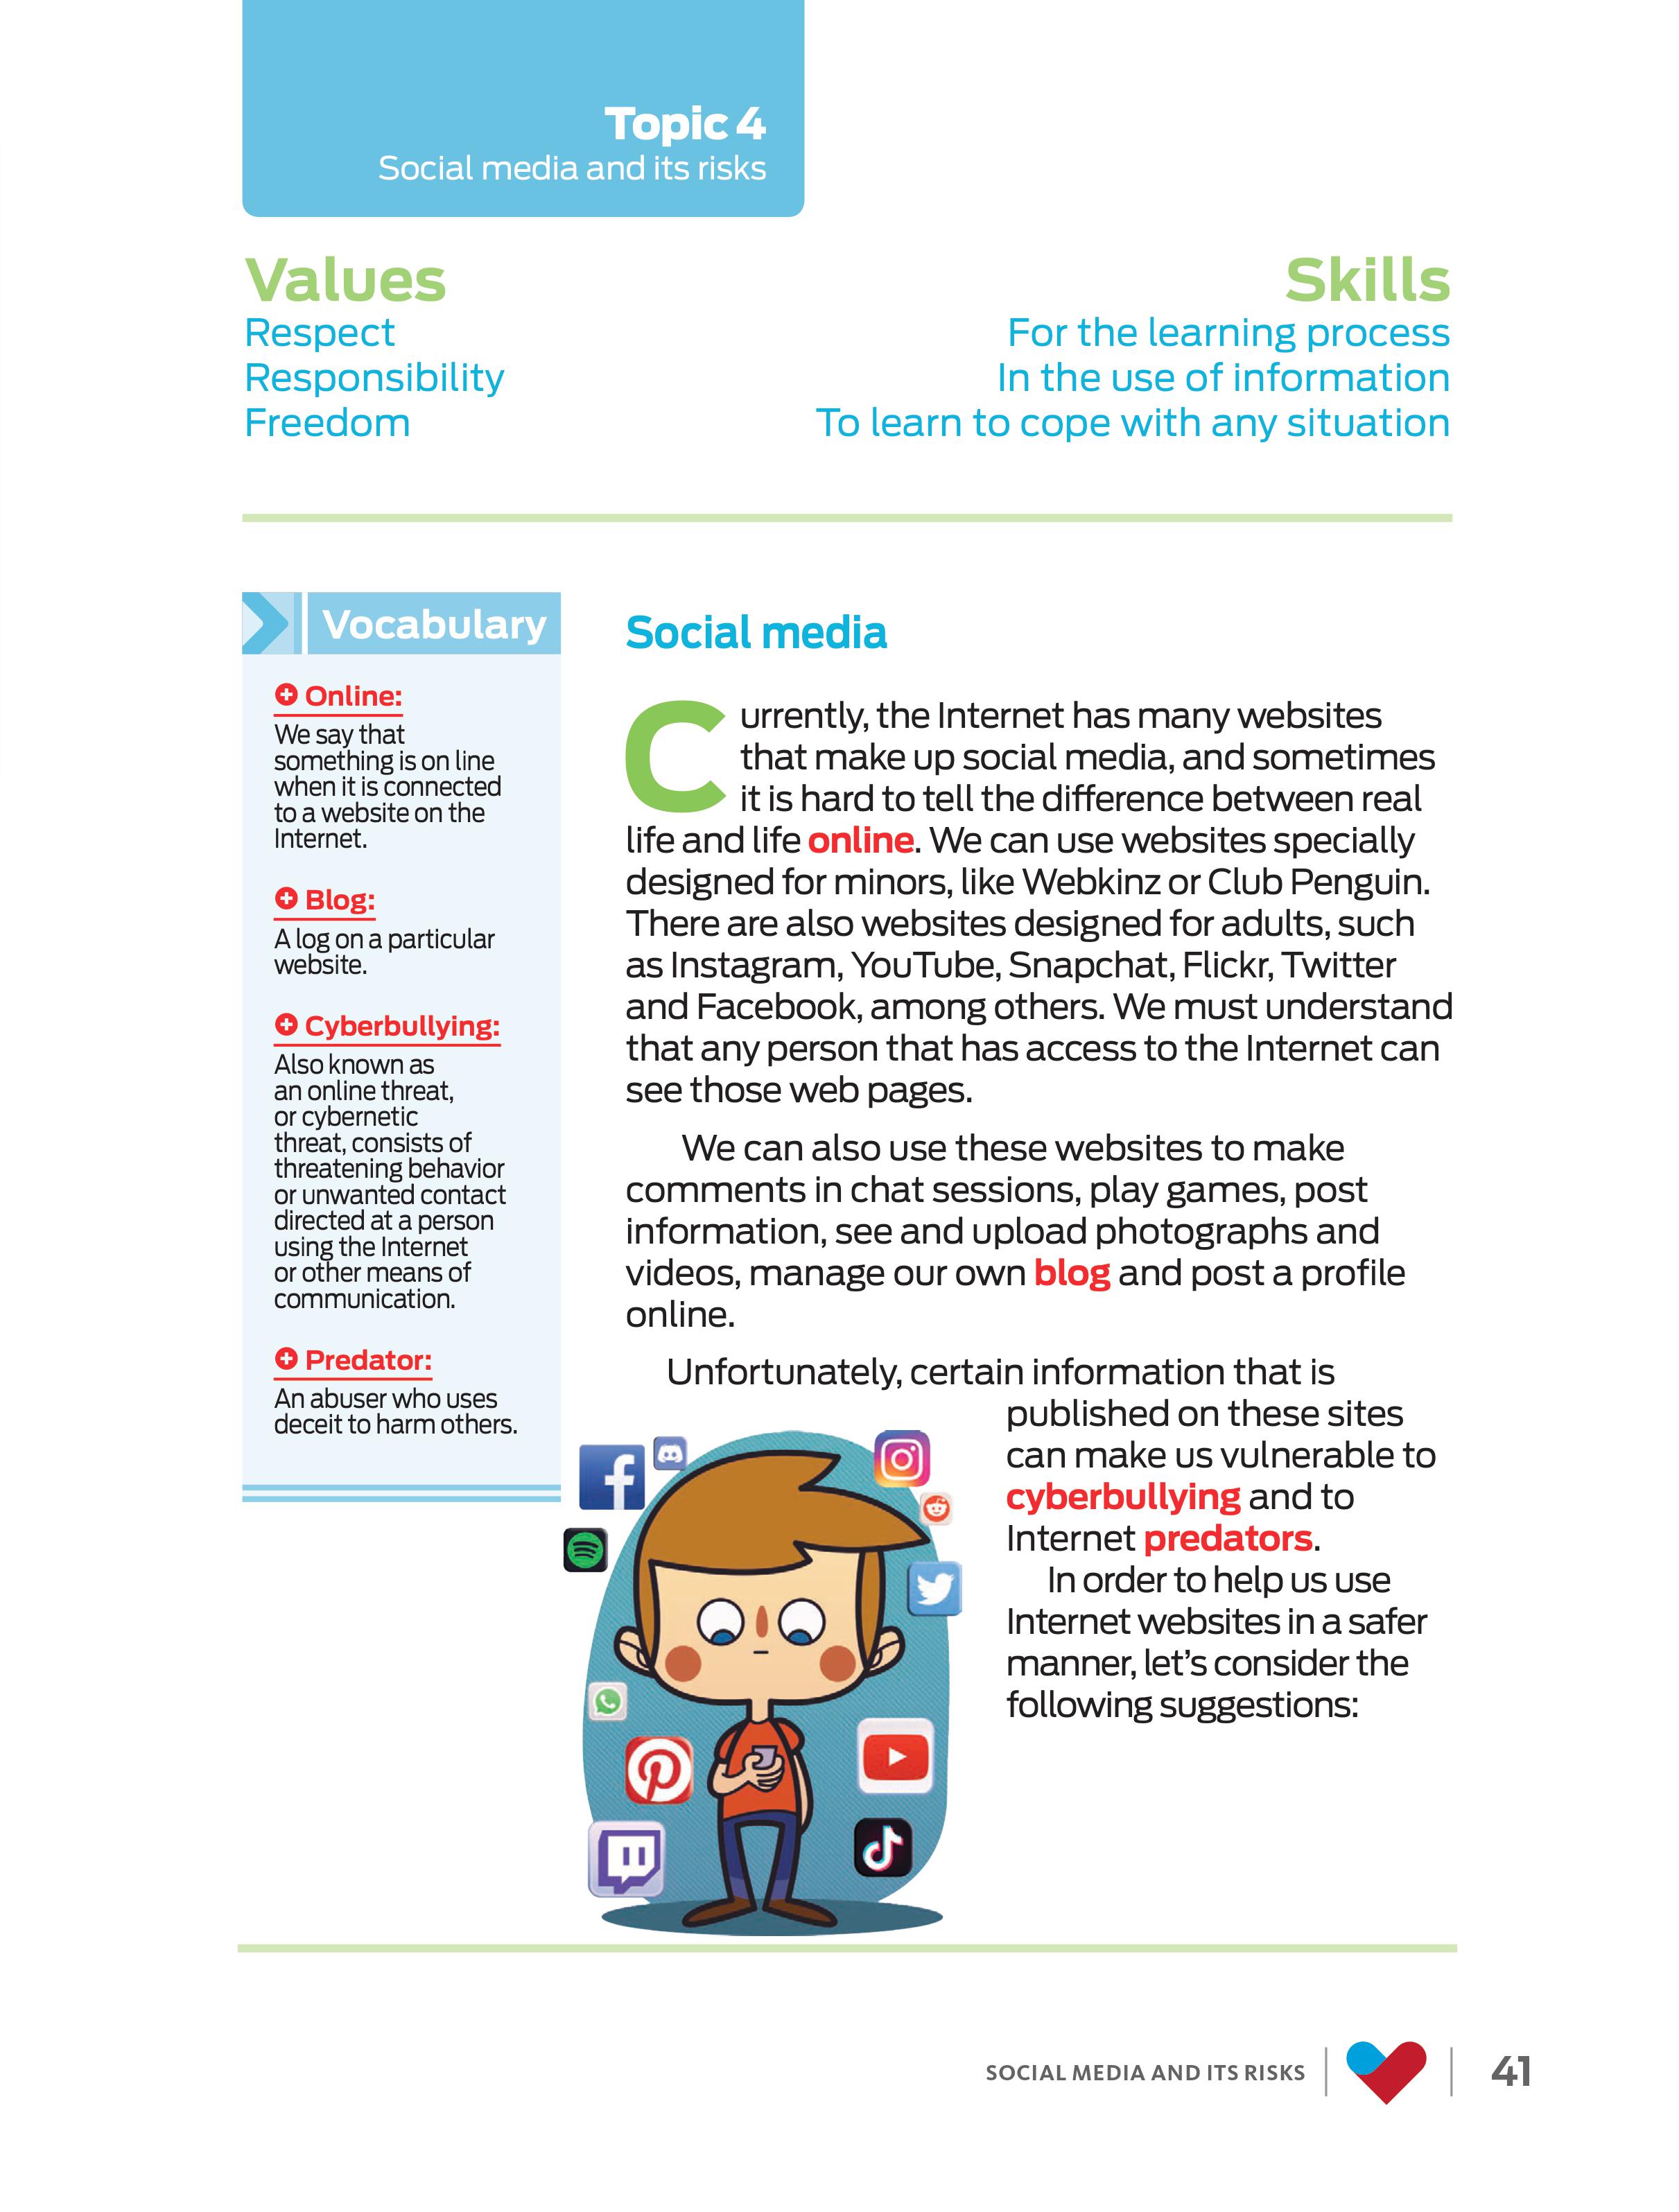 Topic 4
Social media and its risks
Values
Respect
Responsibility
Freedom
Skills
For the learning process
In the use of information
To learn to cope with any situation
Vocabulary
Online:
We say that
something is on line
when it is connected
to a website on the
Internet.
Blog:
A log on a particular
website.
Cyberbullying:
Also known as
an online threat,
or cybernetic
threat, consists of
threatening behavior
or unwanted contact
directed at a person
using the Internet
or other means of
communication.
Predator:
An abuser who uses
deceit to harm others.
Social media
Currently, the Internet has many websites
that make up social media, and sometimes
it is hard to tell the difference between real
life and life online. We can use websites specially
designed for minors, like Webkinz or Club Penguin.
There are also websites designed for adults, such
as Instagram, YouTube, Snapchat, Flickr, Twitter
and Facebook, among others. We must understand
that any person that has access to the Internet can
see those web pages.
We can also use these websites to make
comments in chat sessions, play games, post
information, see and upload photographs and
videos, manage our own blog and post a profile
online.
Unfortunately, certain information that is
published on these sites
can make us vulnerable to
cyberbullying and to
Internet predators.
In order to help us use
Internet websites in a safer
manner, let's consider the
following suggestions:
SOCIAL MEDIA AND ITS RISKS
41